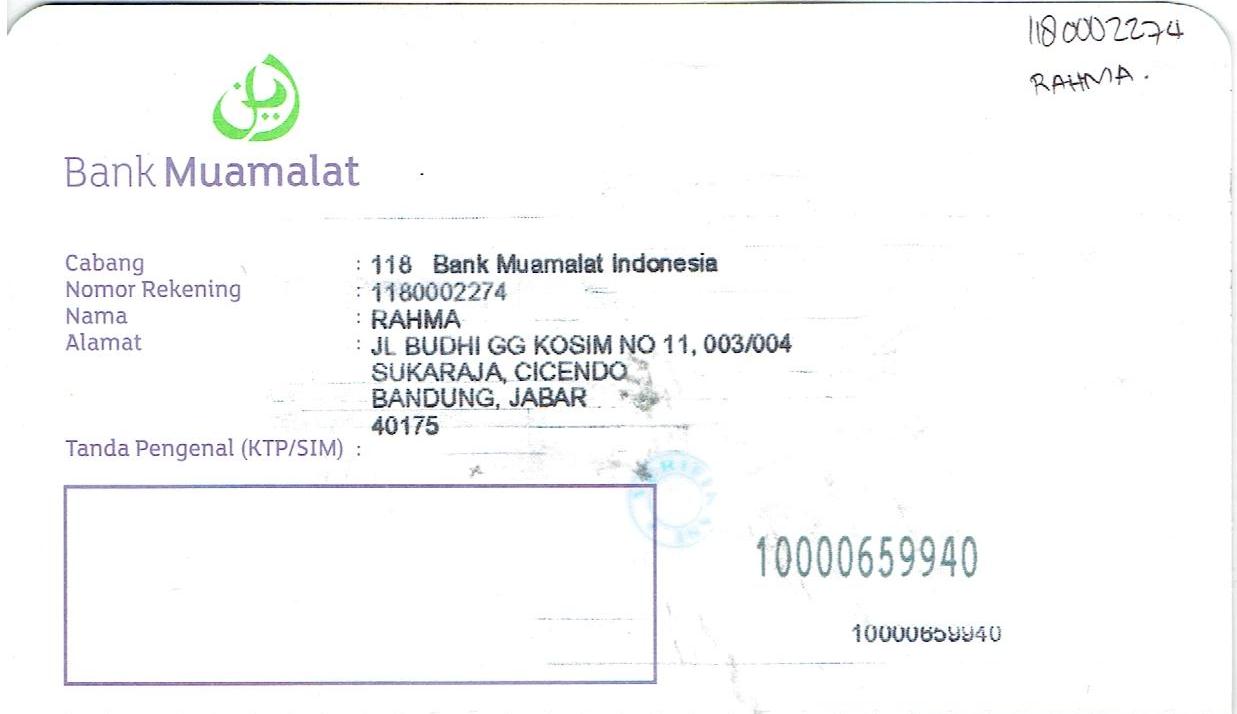 1180002274
RAHMA.
Bank Muamalat
Cabang : 118 Bank Muamalat Indonesia
Nomor Rekening : 1180002274
Nama : RAHMA
Alamat : JL BUDHI GG KOSIM NO 11, 003/004
SUKARAJA, CICENDO
BANDUNG, JABAR
40175
Tanda Pengenal (KTP/SIM) :
10000659940
10000659940